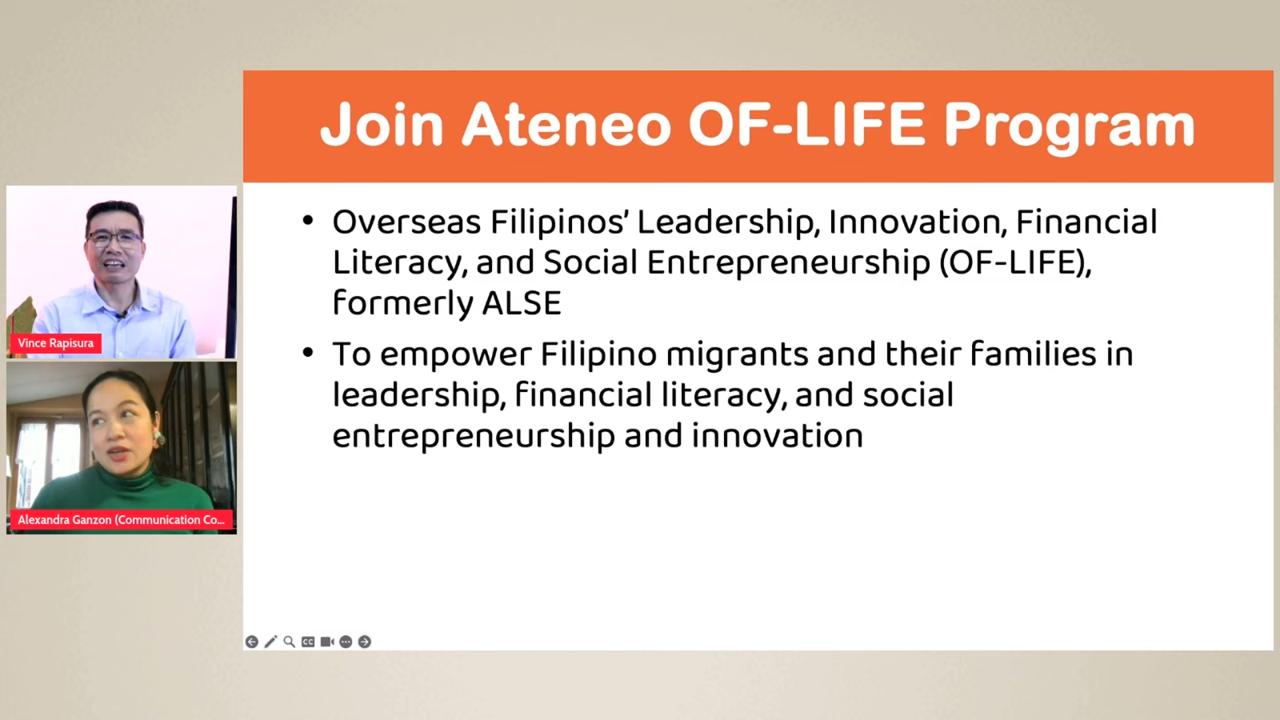 Join Ateneo OF-LIFE Program
• Overseas Filipinos' Leadership, Innovation, Financial
Literacy, and Social Entrepreneurship (OF-LIFE),
formerly ALSE
• To empower Filipino migrants and their families in
leadership, financial literacy, and social
entrepreneurship and innovation
Vince Rapisura
Alexandra Ganzon (Communication Co...
CC